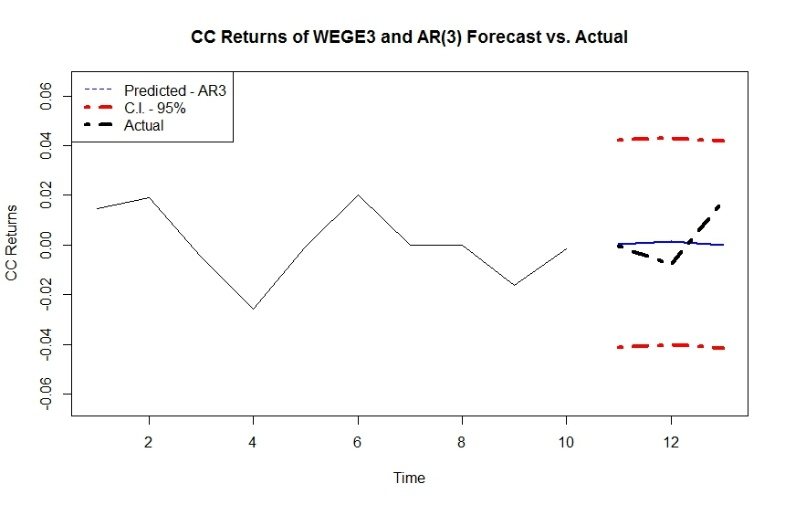 CC Returns of WEGE3 and AR(3) Forecast vs. Actual
Predicted - AR3
C.I. - 95%
Actual
0.06
0.04
0.02
0.00
-0.02
-0.04
-0.06
CC Returns
2 4 6 8 10 12
Time